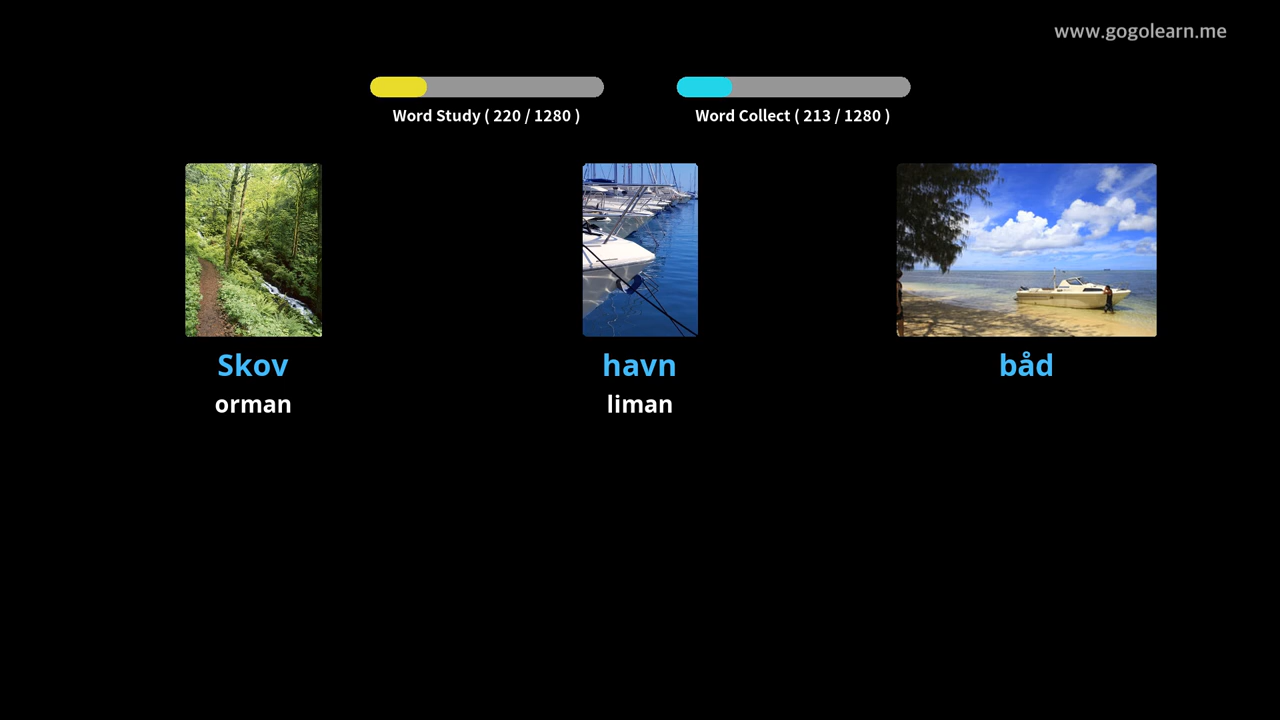 www.gogolearn.me
Word Study ( 220 / 1280 )
Word Collect ( 213 / 1280 )
Skov
orman
havn
liman
båd